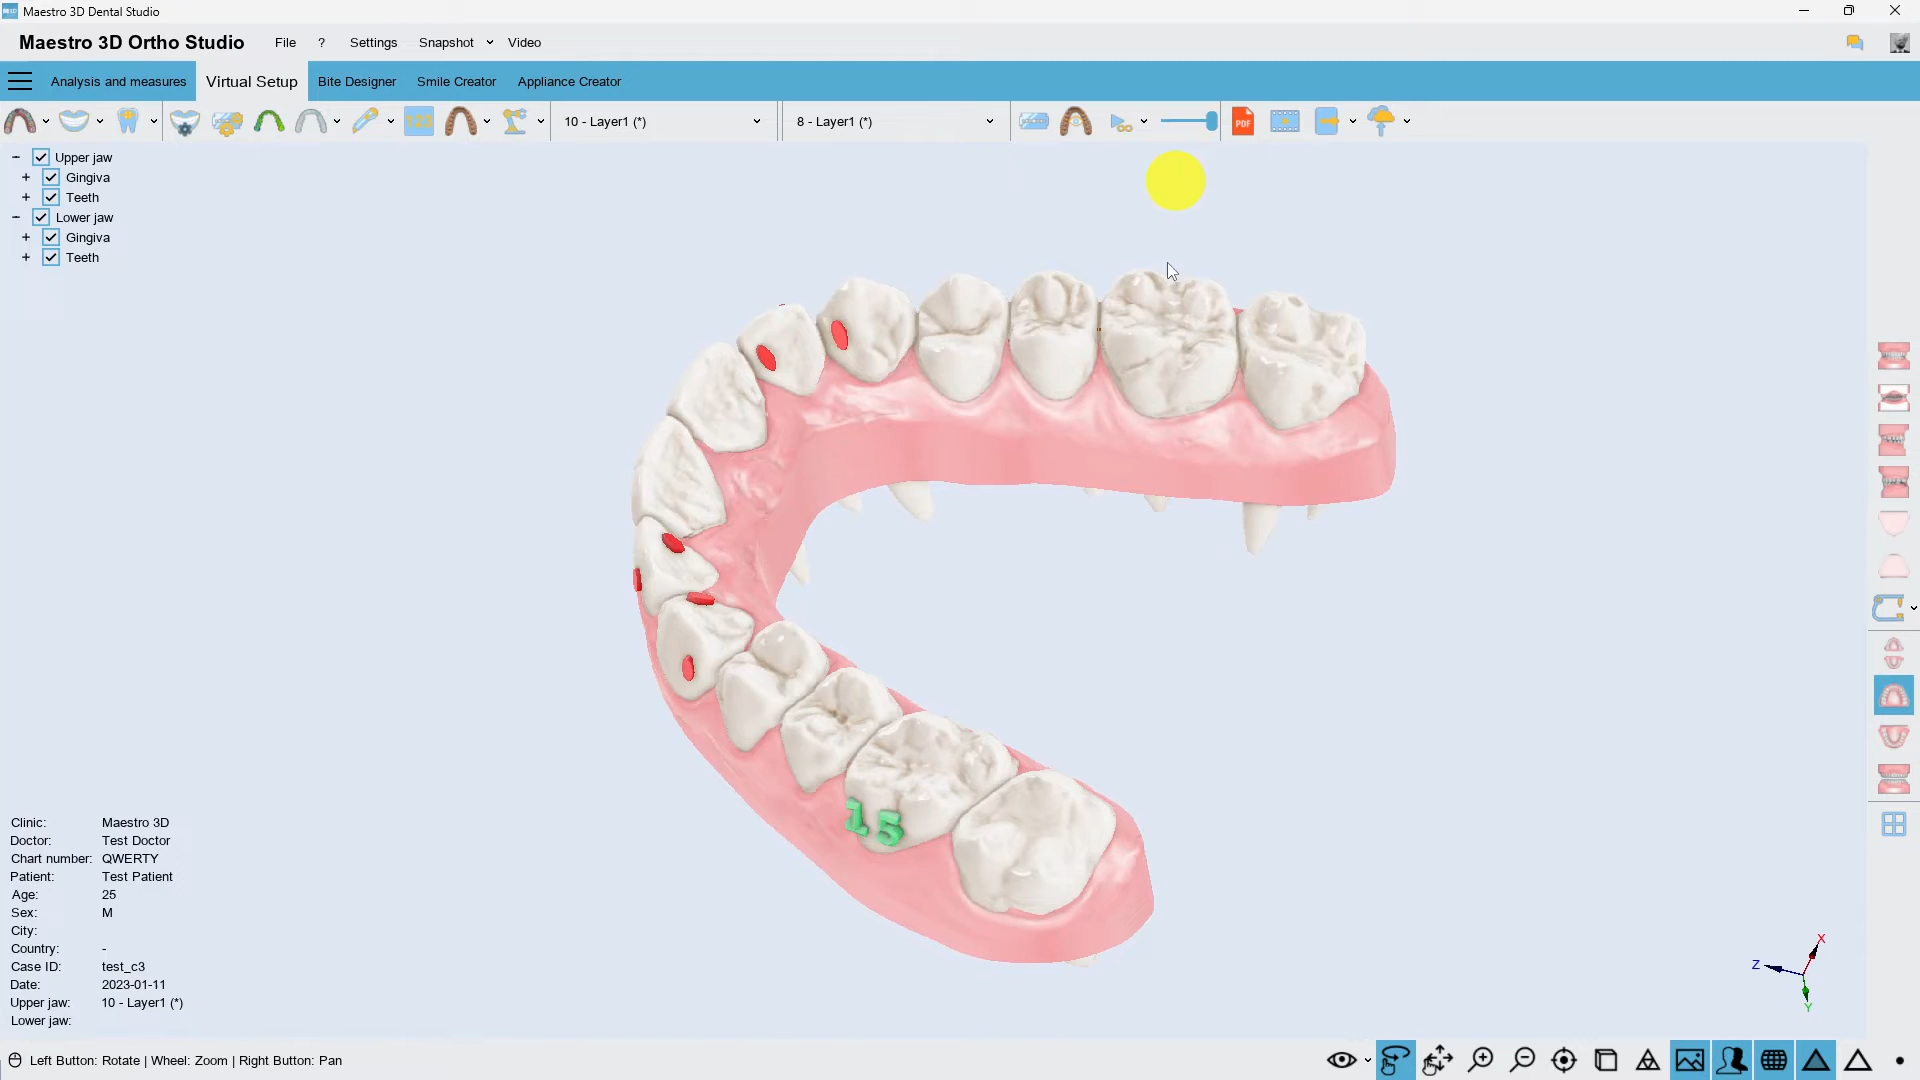 Maestro 3D Dental Studio
Maestro 3D Ortho Studio File ? Settings Snapshot Video
Analysis and measures Virtual Setup Bite Designer Smile Creator Appliance Creator
123 10 - Layer1 (*) 8 - Layer1 (*) PDF
Upper jaw
Gingiva
Teeth
Lower jaw
Gingiva
Teeth
15
Clinic: Maestro 3D
Doctor: Test Doctor
Chart number: QWERTY
Patient: Test Patient
Age: 25
Sex: M
City:
Country: -
Case ID: test_c3
Date: 2023-01-11
Upper jaw: 10 - Layer1 (*)
Lower jaw:
X
Z
Y
Left Button: Rotate | Wheel: Zoom | Right Button: Pan